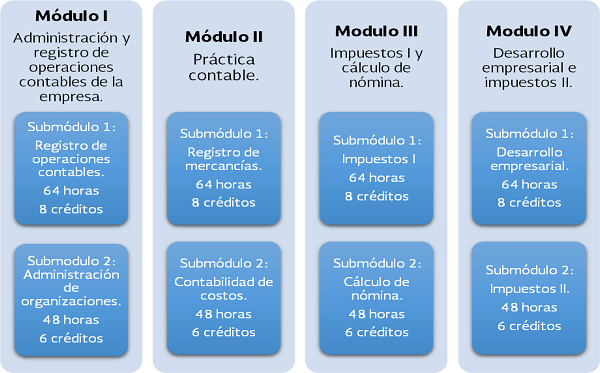 Módulo I
Administración y
registro de
operaciones
contables de la
empresa.
Submódulo 1:
Registro de
operaciones
contables.
64 horas
8 créditos
Submodulo 2:
Administración
de
organizaciones.
48 horas
6 créditos
Módulo II
Práctica
contable.
Submódulo 1:
Registro de
mercancías.
64 horas
8 créditos
Submódulo 2:
Contabilidad de
costos.
48 horas
6 créditos
Modulo III
Impuestos I y
cálculo de
nómina.
Submódulo 1:
Impuestos I
64 horas
8 créditos
Submódulo 2:
Cálculo de
nómina.
48 horas
6 créditos
Modulo IV
Desarrollo
empresarial e
impuestos II.
Submódulo 1:
Desarrollo
empresarial.
64 horas
8 créditos
Submódulo 2:
Impuestos II.
48 horas
6 créditos